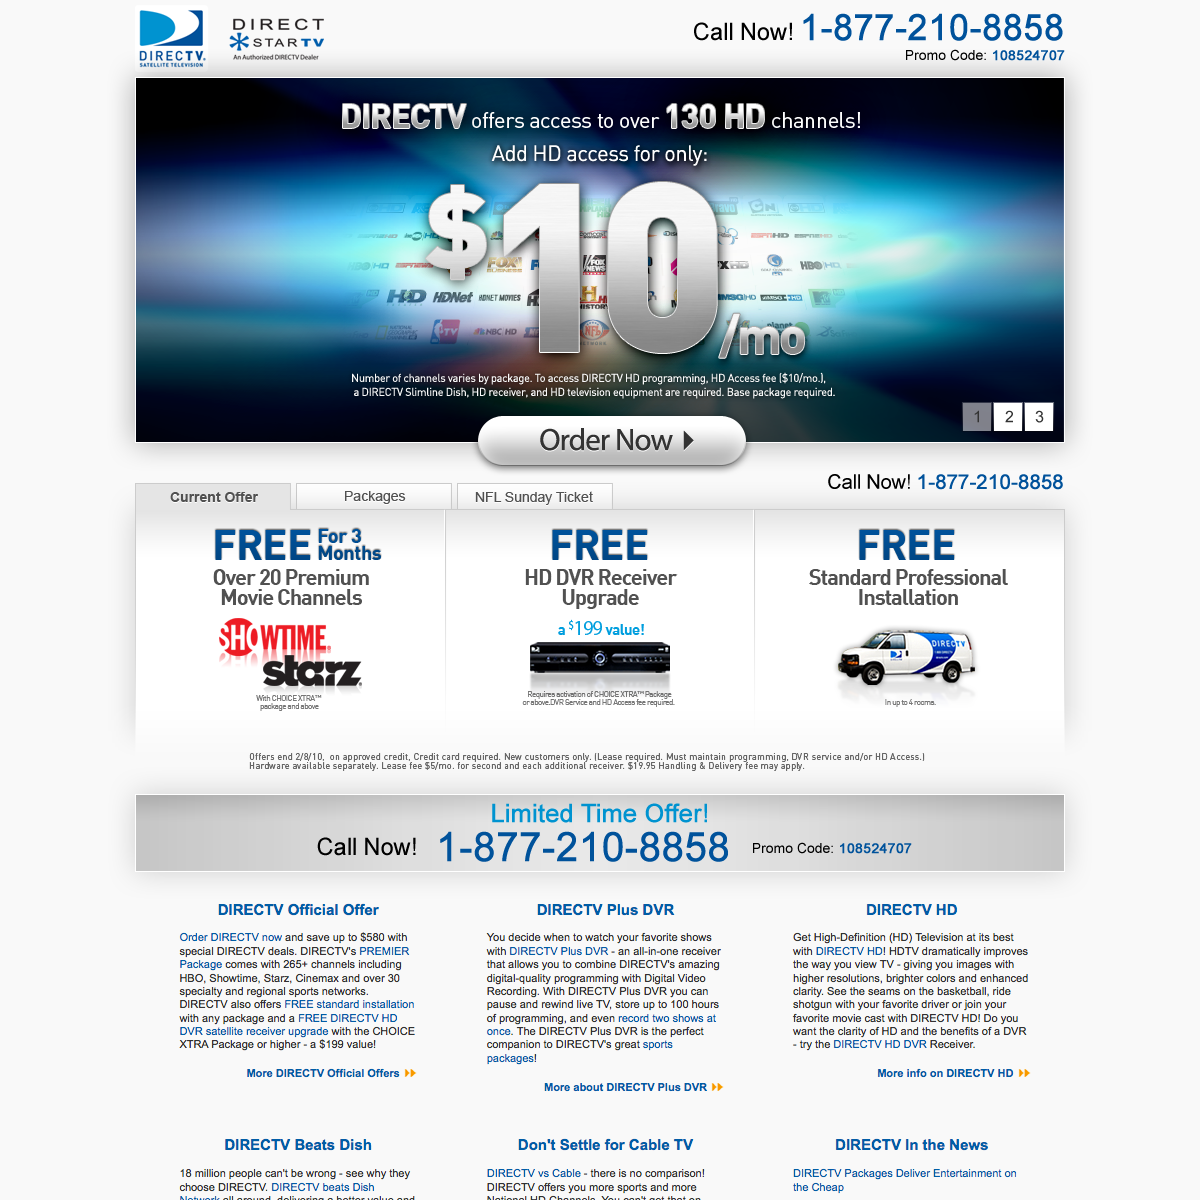 DIRECTV
SATELLITE TELEVISION
DIRECT
STAR TV
An Authorized DIRECTV Dealer
Call Now! 1-877-210-8858
Promo Code: 108524707
DIRECTV offers access to over 130 HD channels!
Add HD access for only:
$10/mo
HDNet
HDNET MOVIES
Number of channels varies by package. To access DIRECTV HD programming, HD Access fee ($10/mo.),
a DIRECTV Slimline Dish, HD receiver, and HD television equipment are required. Base package required.
1 2 3
Order Now
Call Now! 1-877-210-8858
Current Offer
Packages
NFL Sunday Ticket
FREE For 3 Months
Over 20 Premium
Movie Channels
SHOWTIME
starz
With CHOICE XTRA™
package and above
FREE
HD DVR Receiver
Upgrade
a $199 value!
Requires activation of CHOICE XTRA™ Package
or above.DVR Service and HD Access fee required.
FREE
Standard Professional
Installation
DIRECTV
In up to 4 rooms.
Offers end 2/8/10, on approved credit, Credit card required. New customers only. (Lease required. Must maintain programming, DVR service and/or HD Access.)
Hardware available separately. Lease fee $5/mo. for second and each additional receiver. $19.95 Handling & Delivery fee may apply.
Limited Time Offer!
Call Now! 1-877-210-8858 Promo Code: 108524707
DIRECTV Official Offer
Order DIRECTV now and save up to $580 with
special DIRECTV deals. DIRECTV's PREMIER
Package comes with 265+ channels including
HBO, Showtime, Starz, Cinemax and over 30
specialty and regional sports networks.
DIRECTV also offers FREE standard installation
with any package and a FREE DIRECTV HD
DVR satellite receiver upgrade with the CHOICE
XTRA Package or higher - a $199 value!
More DIRECTV Official Offers
DIRECTV Plus DVR
You decide when to watch your favorite shows
with DIRECTV Plus DVR - an all-in-one receiver
that allows you to combine DIRECTV's amazing
digital-quality programming with Digital Video
Recording. With DIRECTV Plus DVR you can
pause and rewind live TV, store up to 100 hours
of programming, and even record two shows at
once. The DIRECTV Plus DVR is the perfect
companion to DIRECTV's great sports
packages!
More about DIRECTV Plus DVR
DIRECTV HD
Get High-Definition (HD) Television at its best
with DIRECTV HD! HDTV dramatically improves
the way you view TV - giving you images with
higher resolutions, brighter colors and enhanced
clarity. See the seams on the basketball, ride
shotgun with your favorite driver or join your
favorite movie cast with DIRECTV HD! Do you
want the clarity of HD and the benefits of a DVR
- try the DIRECTV HD DVR Receiver.
More info on DIRECTV HD
DIRECTV Beats Dish
18 million people can't be wrong - see why they
choose DIRECTV. DIRECTV beats Dish
Network all around, delivering a better value and
Don't Settle for Cable TV
DIRECTV vs Cable - there is no comparison!
DIRECTV offers you more sports and more
National HD Channels. You can't get that on
DIRECTV In the News
DIRECTV Packages Deliver Entertainment on
the Cheap